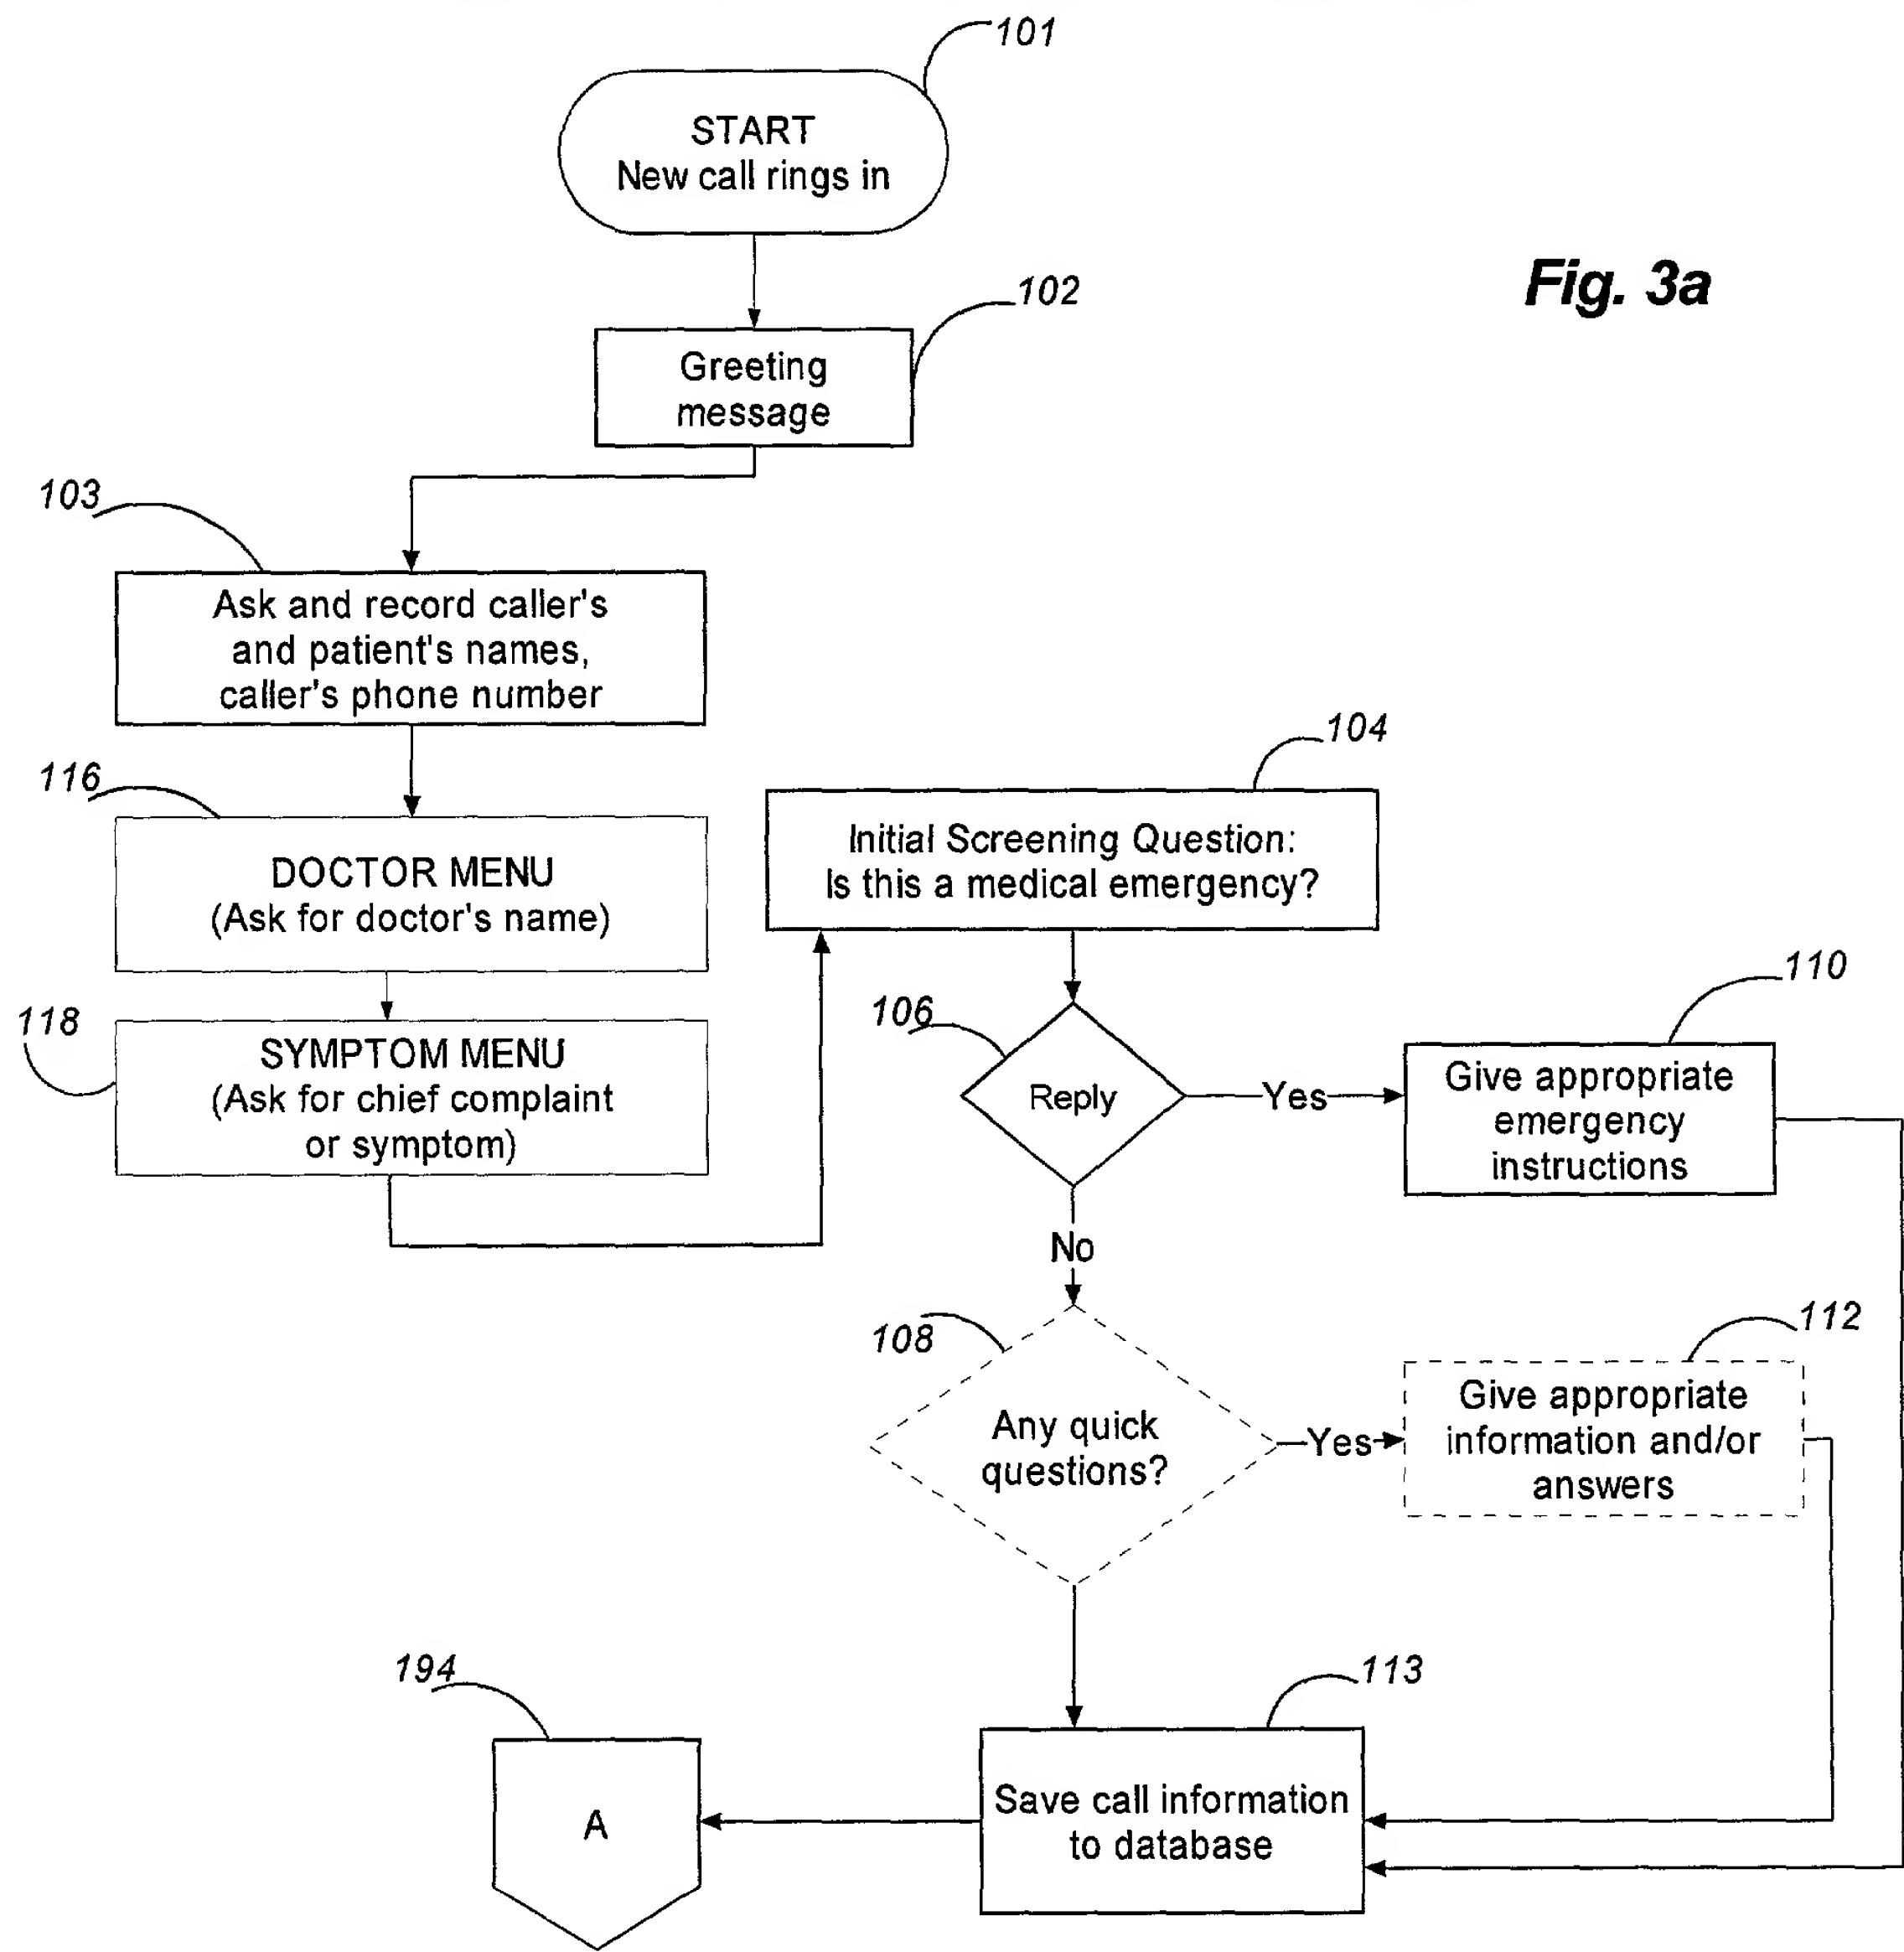 101
START
New call rings in
Fig. 3a
102
Greeting
message
103
Ask and record caller's
and patient's names,
caller's phone number
104
116
Initial Screening Question:
Is this a medical emergency?
DOCTOR MENU
(Ask for doctor's name)
110
106
118
SYMPTOM MENU
(Ask for chief complaint
or symptom)
Reply
Yes
Give appropriate
emergency
instructions
No
108
112
Any quick
questions?
Yes
Give appropriate
information and/or
answers
194
113
A
Save call information
to database